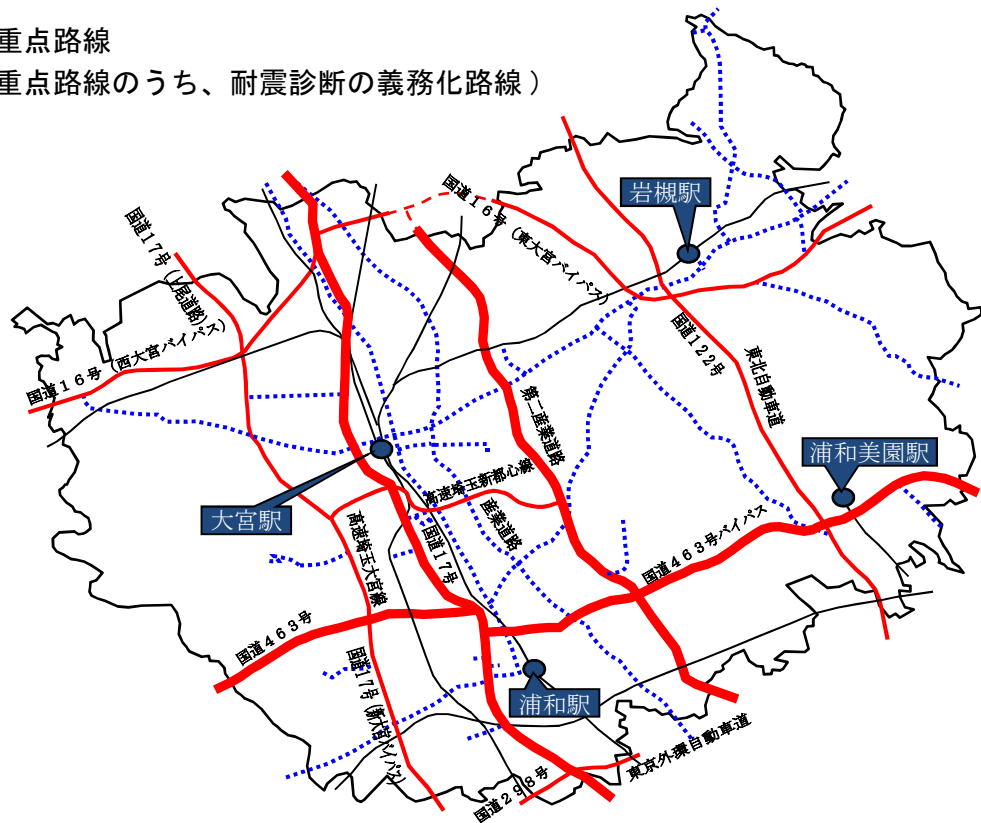 重点路線
重点路線のうち、耐震診断の義務化路線）
国道１６号（東大宮バイパス）
岩槻駅
国道１７号（上尾道路）
国道１６号（西大宮バイパス）
国道１２２号
東北自動車道
第二産業道路
浦和美園駅
高速埼玉新都心線
大宮駅
産業道路
高速埼玉大宮線
国道１７号
国道４６３号バイパス
国道４６３号
国道１７号（新大宮バイパス）
浦和駅
東京外環自動車道
国道２９８号